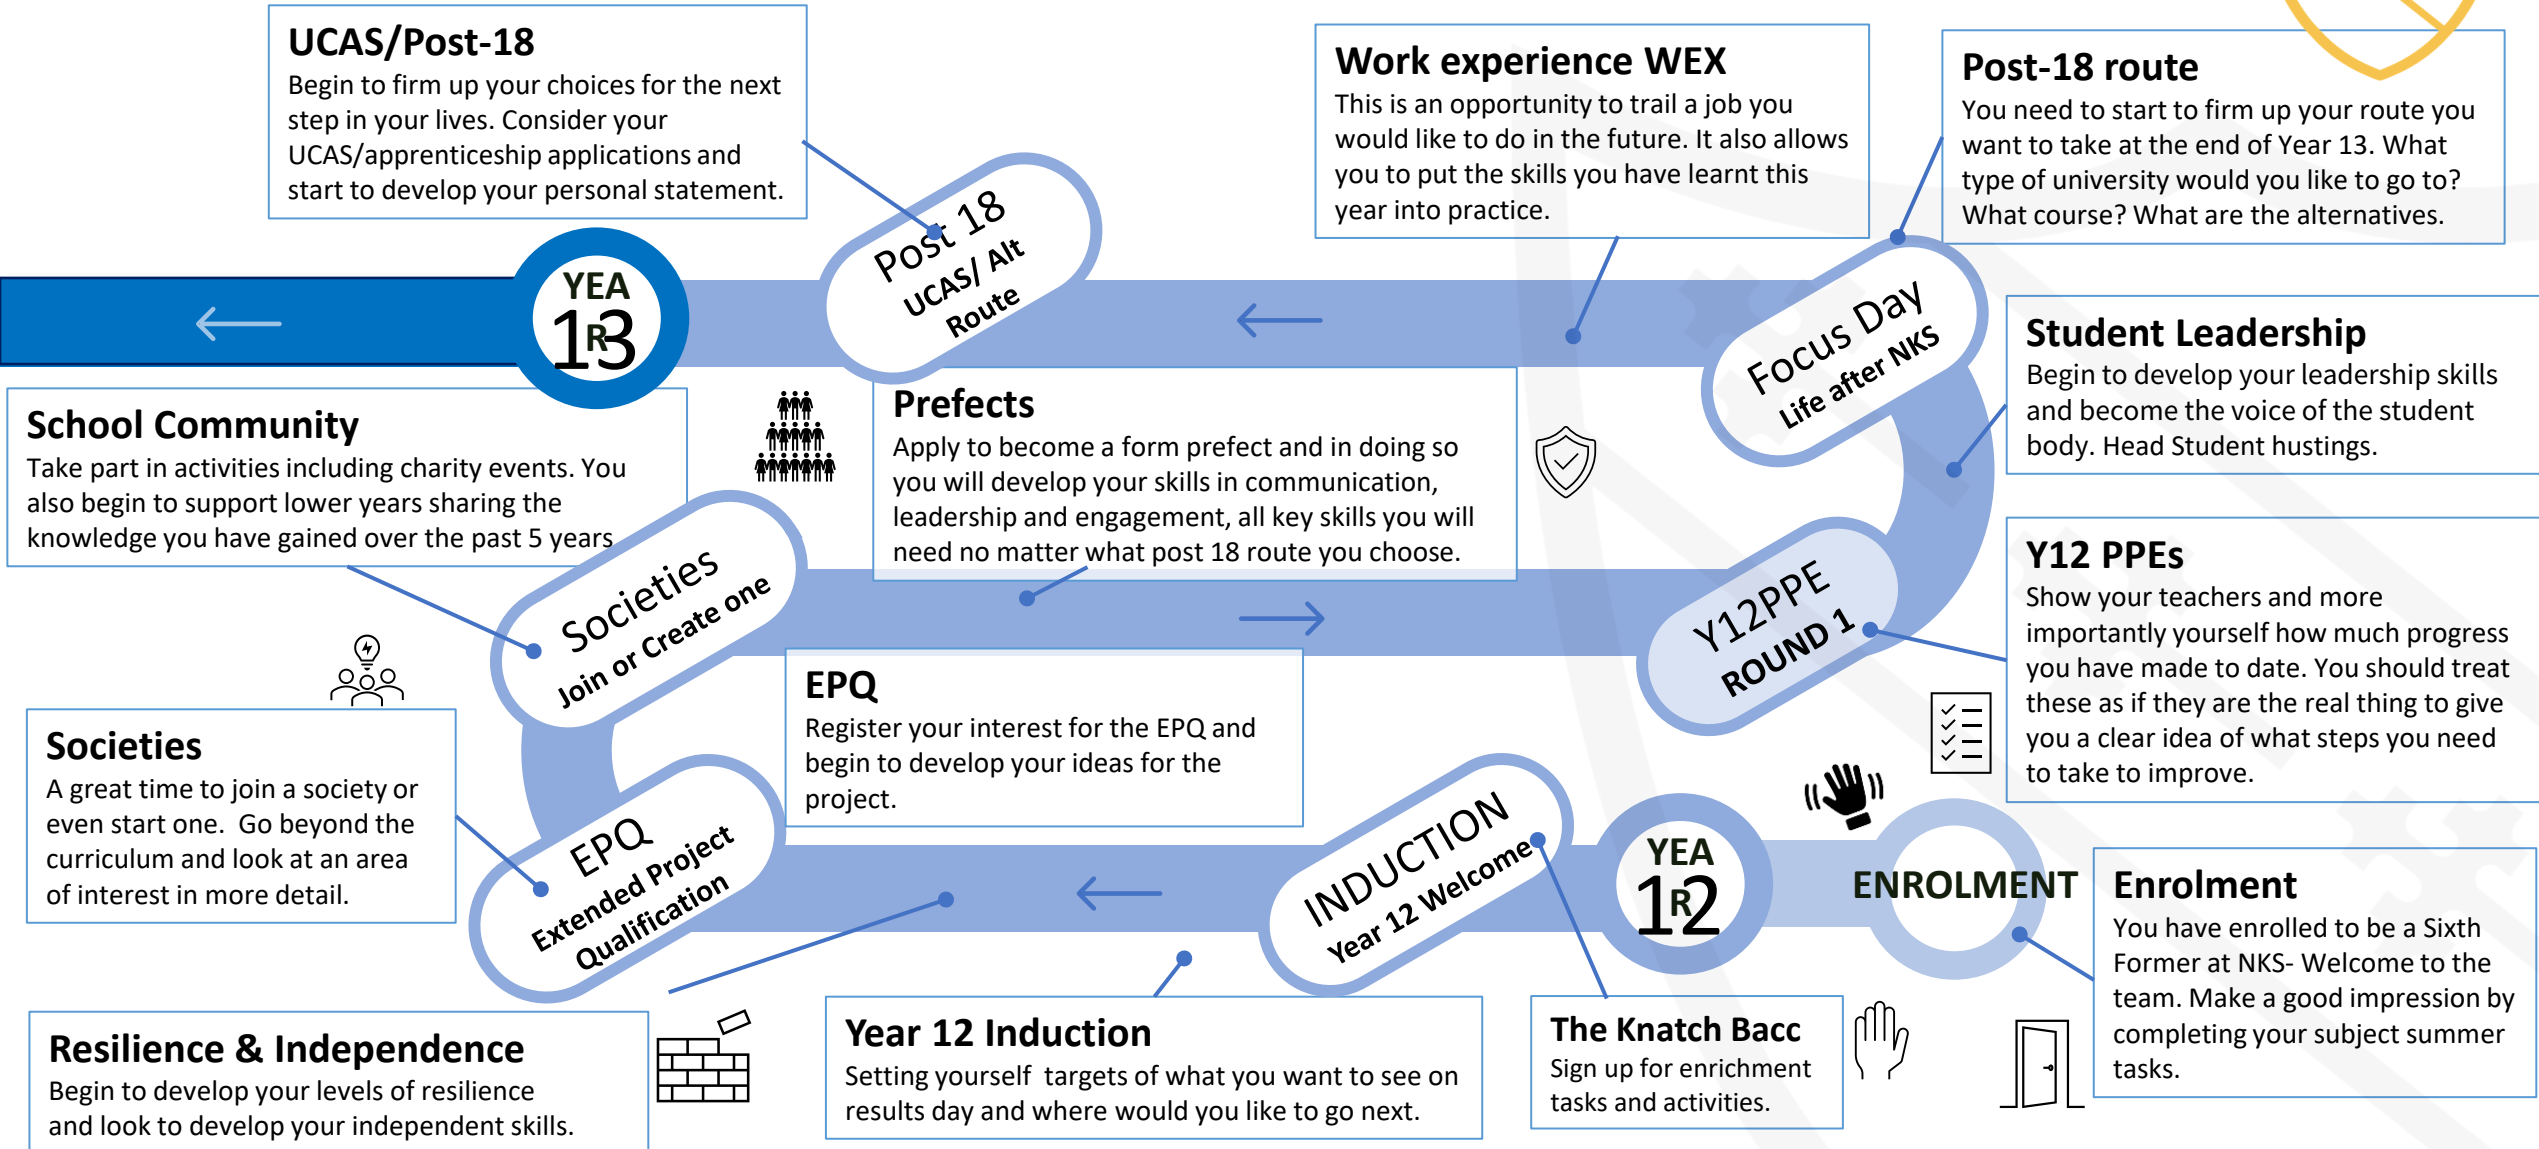 UCAS/Post-18
Begin to firm up your choices for the next
step in your lives. Consider your
UCAS/apprenticeship applications and
start to develop your personal statement.
Work experience WEX
This is an opportunity to trail a job you
would like to do in the future. It also allows
you to put the skills you have learnt this
year into practice.
Post-18 route
You need to start to firm up your route you
want to take at the end of Year 13. What
type of university would you like to go to?
What course? What are the alternatives.
YEA
R
13
Post 18
UCAS/ Alt
Route
Focus Day
Life after NKS
Student Leadership
Begin to develop your leadership skills
and become the voice of the student
body. Head Student hustings.
School Community
Take part in activities including charity events. You
also begin to support lower years sharing the
knowledge you have gained over the past 5 years
Prefects
Apply to become a form prefect and in doing so
you will develop your skills in communication,
leadership and engagement, all key skills you will
need no matter what post 18 route you choose.
Societies
Join or Create one
Y12PPE
ROUND 1
Y12 PPEs
Show your teachers and more
importantly yourself how much progress
you have made to date. You should treat
these as if they are the real thing to give
you a clear idea of what steps you need
to take to improve.
Societies
A great time to join a society or
even start one.  Go beyond the
curriculum and look at an area
of interest in more detail.
EPQ
Register your interest for the EPQ and
begin to develop your ideas for the
project.
EPQ
Extended Project
Qualification
INDUCTION
Year 12 Welcome
YEA
R
12
ENROLMENT
Enrolment
You have enrolled to be a Sixth
Former at NKS- Welcome to the
team. Make a good impression by
completing your subject summer
tasks.
Resilience & Independence
Begin to develop your levels of resilience
and look to develop your independent skills.
Year 12 Induction
Setting yourself  targets of what you want to see on
results day and where would you like to go next.
The Knatch Bacc
Sign up for enrichment
tasks and activities.